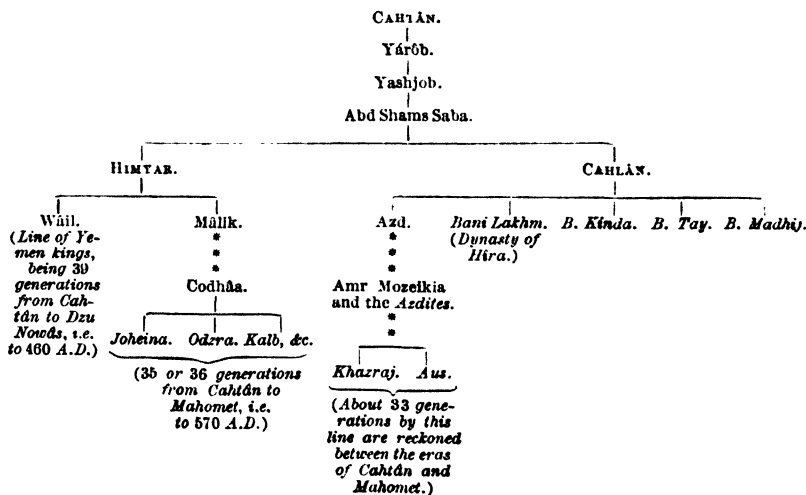 CAHTÂN.
Yárôb.
Yashjob.
Abd Shams Saba.
HIMYAR.
CAHLÂN.
Wâil.
(Line of Ye-
men kings,
being 39
generations
from Cah-
tân to Dzu
Nowâs, i.e.
to 460 A.D.)
Mâlik.
*
*
*
Codhâa.
Joheina. Odzra. Kalb, &c.
(35 or 36 generations
from Cahtân to
Mahomet, i.e.
to 570 A.D.)
Azd.
*
*
*
Amr Mozeikia
and the Azdites.
*
*
Khazraj. Aus.
(About 33 gene-
rations by this
line are reckoned
between the eras
of Cahtân and
Mahomet.)
Bani Lakhm.
(Dynasty of
Hira.)
B. Kinda.
B. Tay.
B. Madhij.